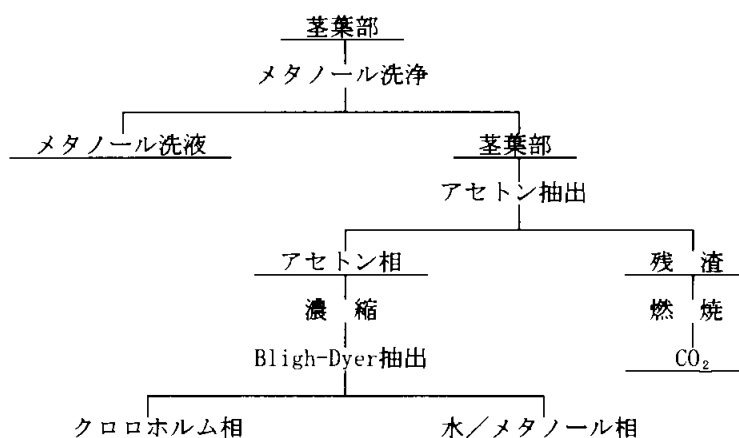 茎葉部
メタノール洗浄
メタノール洗液
茎葉部
アセトン抽出
アセトン相
残 渣
濃 縮
燃 焼
Bligh-Dyer抽出
CO₂
クロロホルム相
水/メタノール相